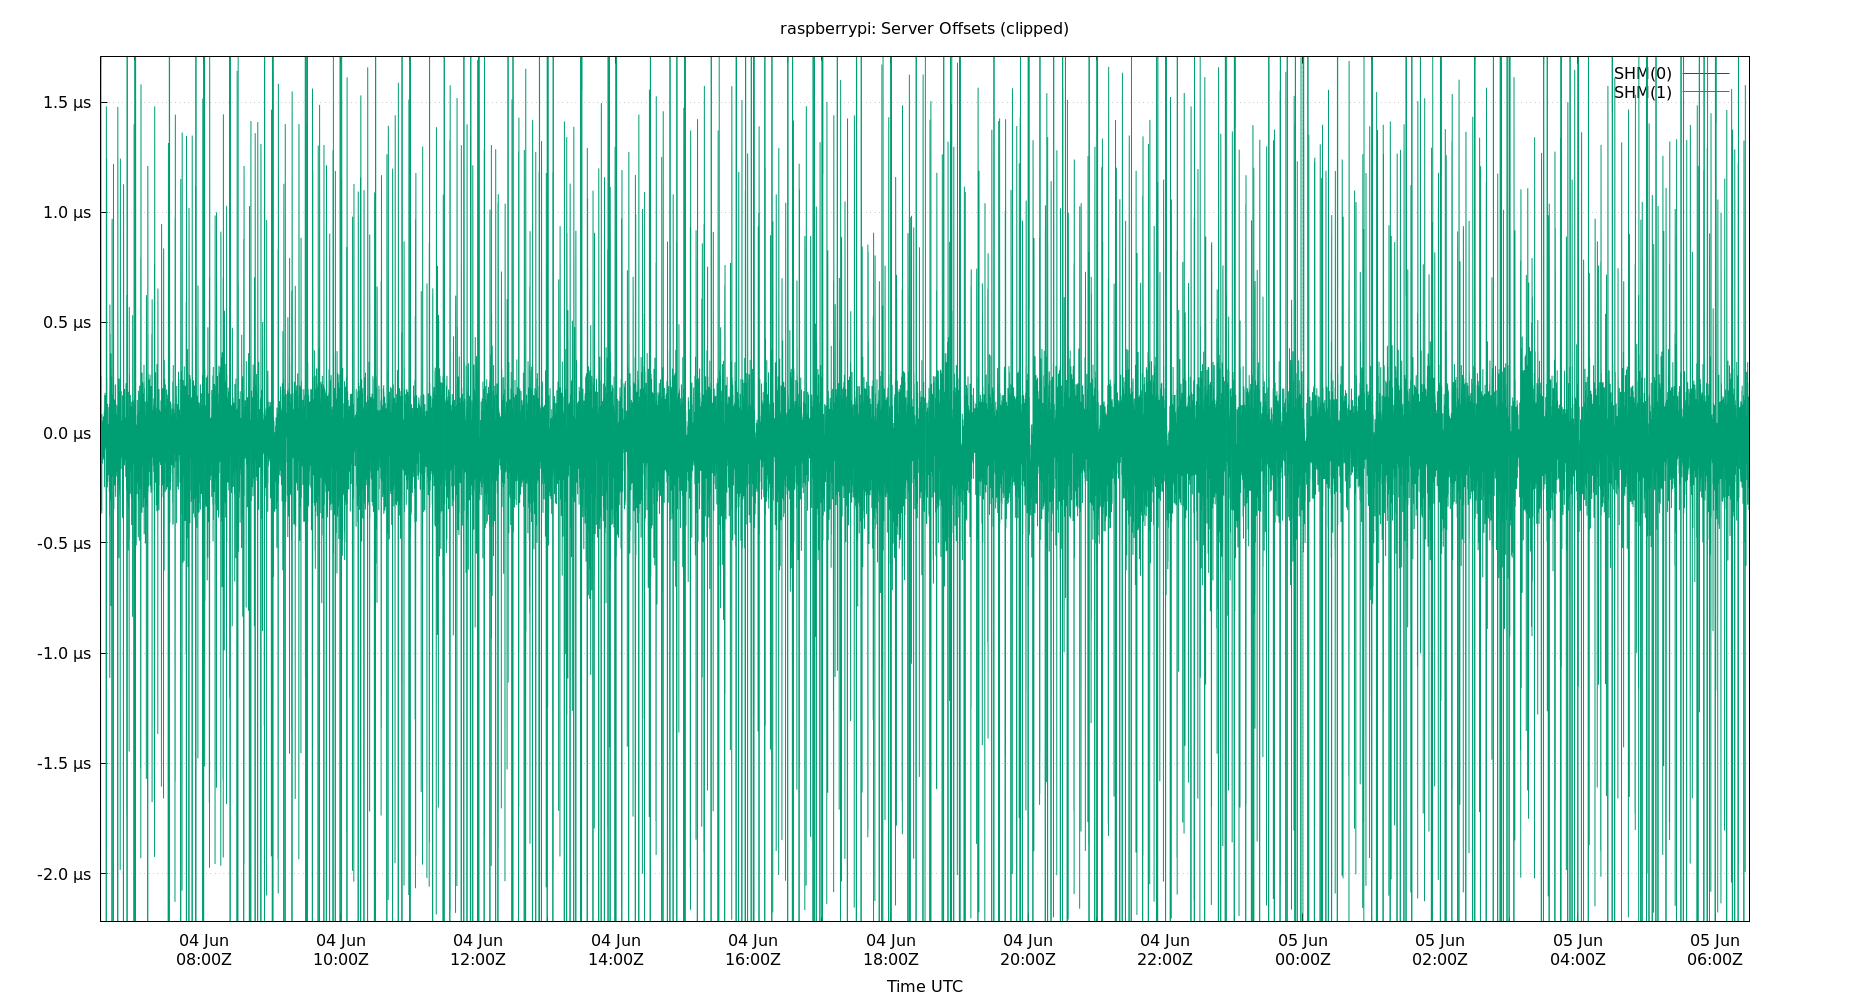 raspberrypi: Server Offsets (clipped)
SHM(0)
SHM(1)
1.5 µs
1.0 µs
0.5 µs
0.0 µs
-0.5 µs
-1.0 µs
-1.5 µs
-2.0 µs
04 Jun 04 Jun 04 Jun 04 Jun 04 Jun 04 Jun 04 Jun 04 Jun 05 Jun 05 Jun 05 Jun 05 Jun
08:00Z 10:00Z 12:00Z 14:00Z 16:00Z 18:00Z 20:00Z 22:00Z 00:00Z 02:00Z 04:00Z 06:00Z
Time UTC